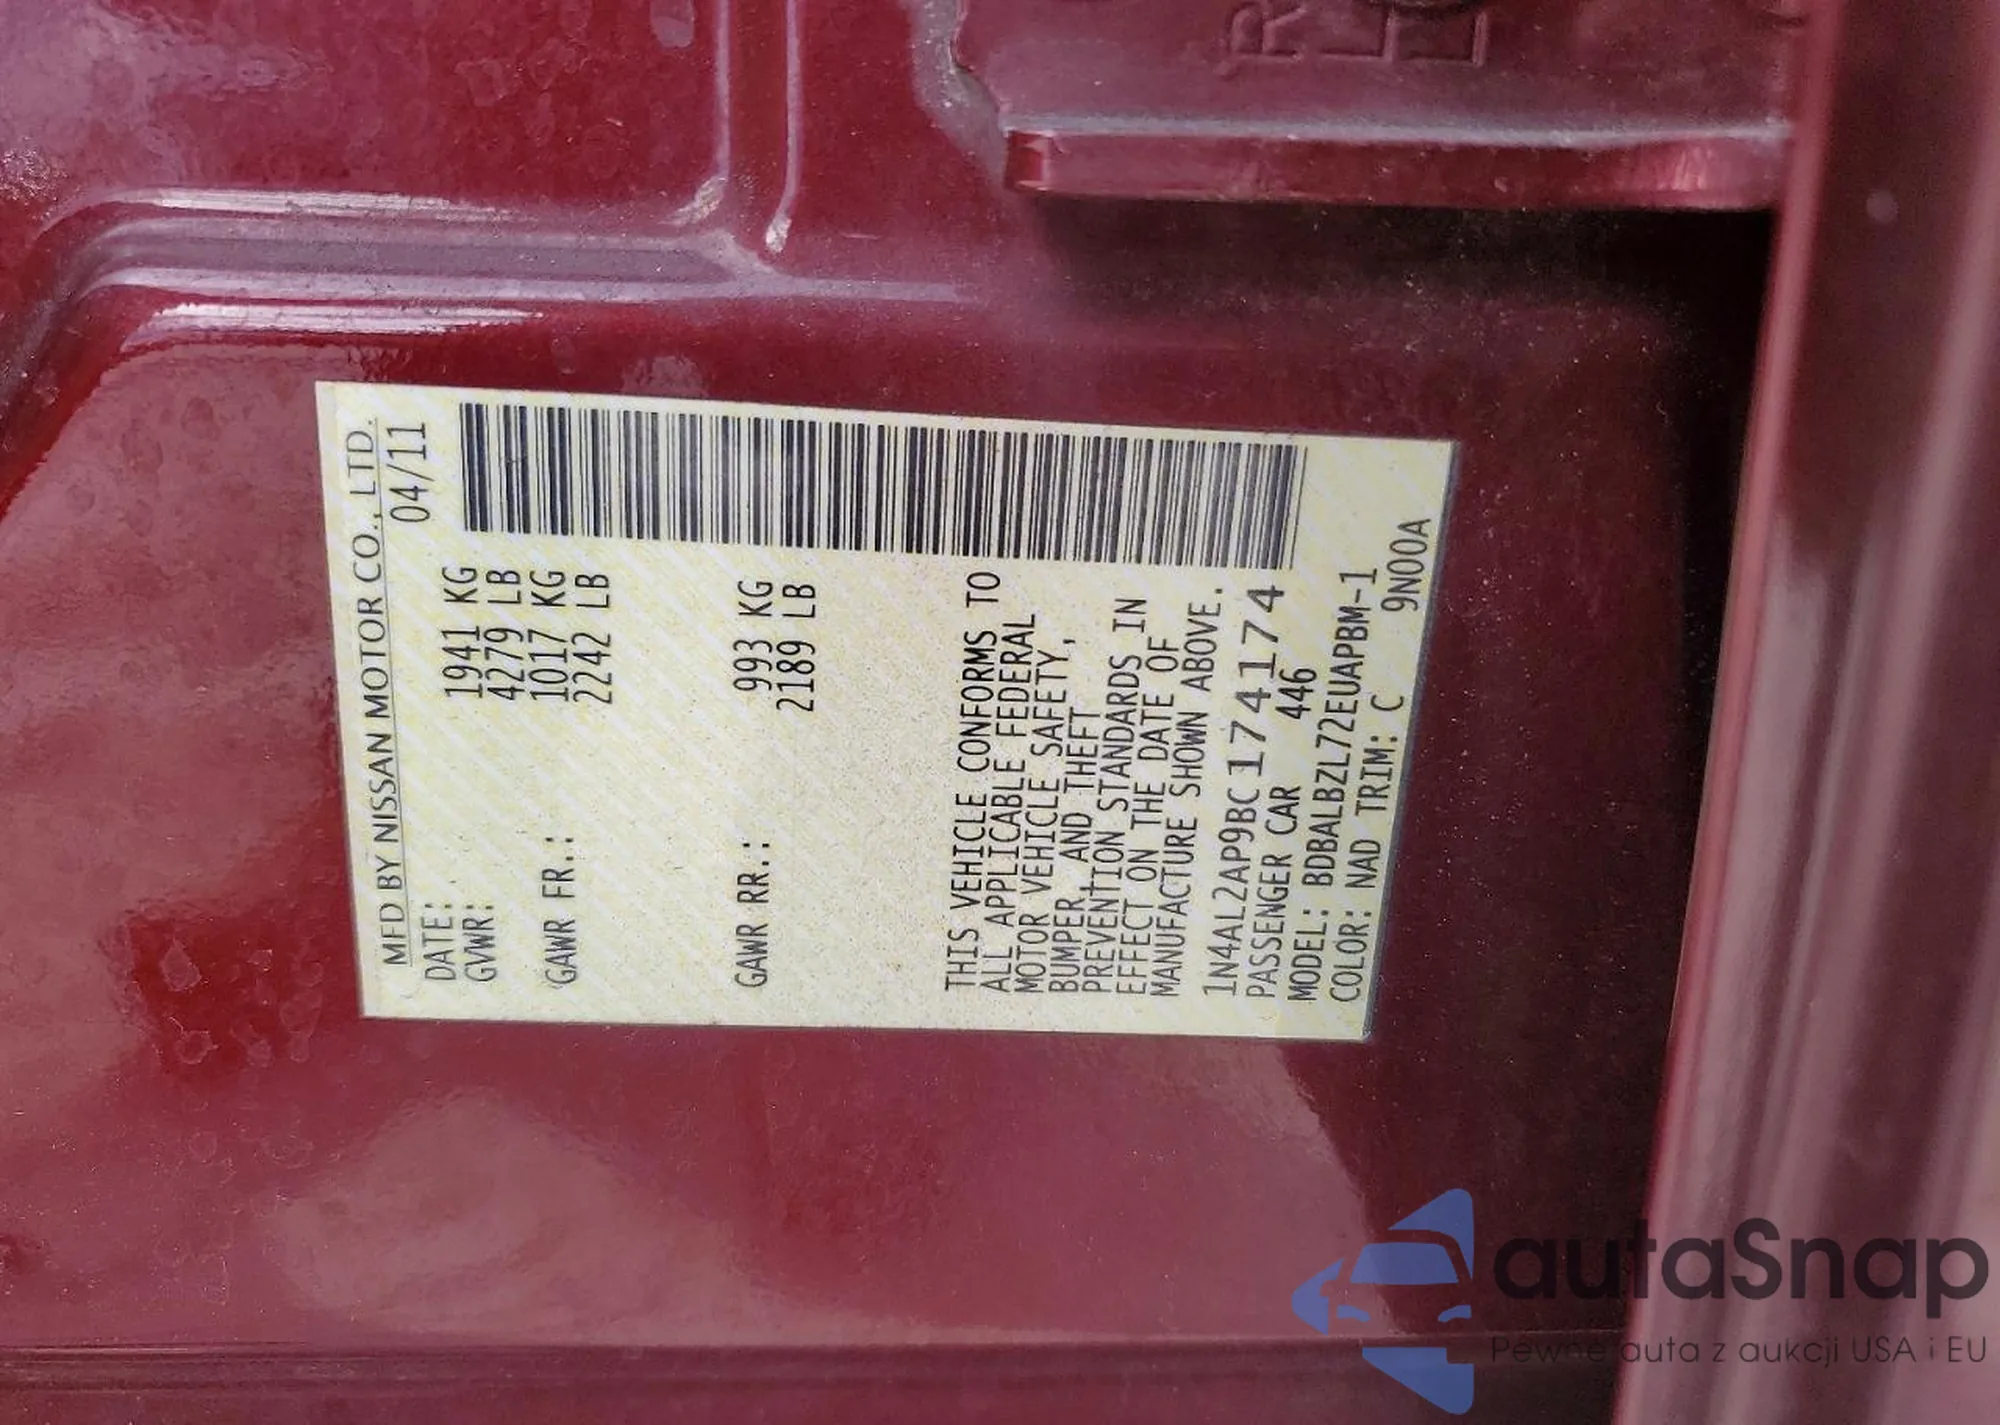 MFD BY NISSAN MOTOR CO., LTD.
DATE: 04/11
GVWR: 1941 KG
4279 LB
GAWR FR.: 1017 KG
2242 LB
GAWR RR.: 993 KG
2189 LB
THIS VEHICLE CONFORMS TO
ALL APPLICABLE FEDERAL
MOTOR VEHICLE SAFETY,
BUMPER, AND THEFT
PREVENTION STANDARDS IN
EFFECT ON THE DATE OF
MANUFACTURE SHOWN ABOVE.
1N4AL2AP9BC174174
PASSENGER CAR 446
MODEL: BDBALBZL72EUAPBM-1
COLOR: NAD TRIM: C 9N00A
autaSnap
Pewne auta z aukcji USA i EU